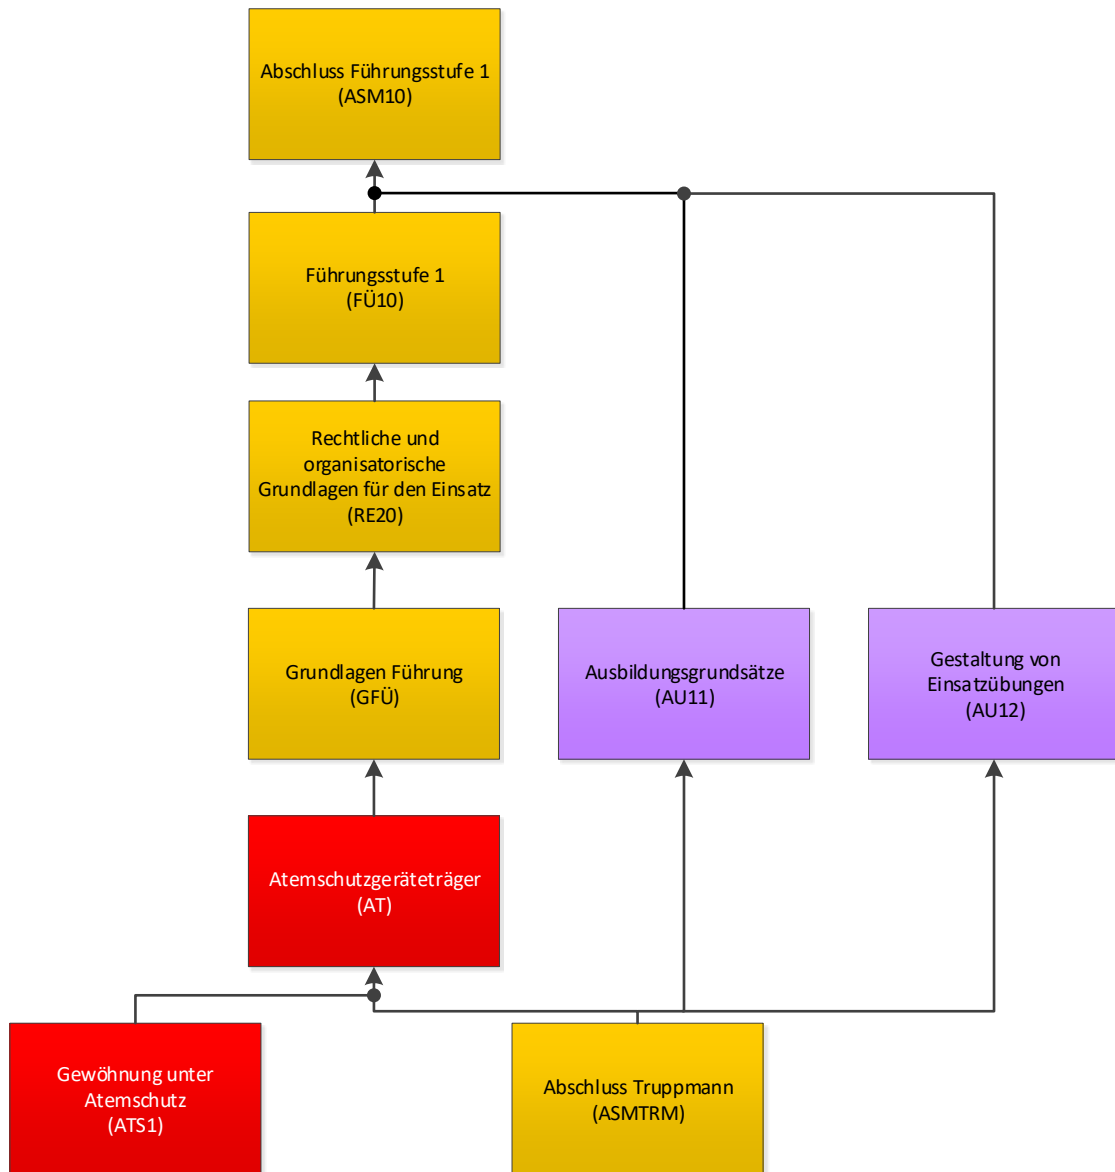 Abschluss Führungsstufe 1
(ASM10)
Führungsstufe 1
(FÜ10)
Rechtliche und
organisatorische
Grundlagen für den Einsatz
(RE20)
Grundlagen Führung
(GFÜ)
Ausbildungsgrundsätze
(AU11)
Gestaltung von
Einsatzübungen
(AU12)
Atemschutzgeräteträger
(AT)
Gewöhnung unter
Atemschutz
(ATS1)
Abschluss Truppmann
(ASMTRM)